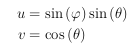 u = sin (φ) sin (θ)
v = cos (θ)